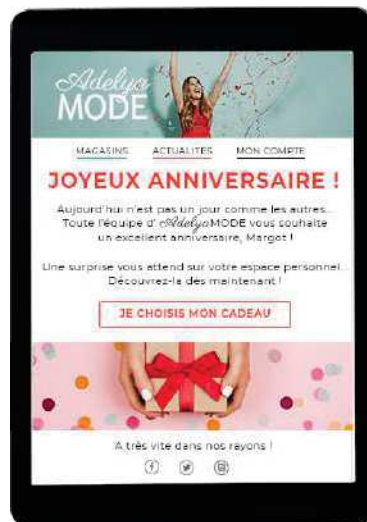 Adelya
MODE
MAGASINS ACTUALITES MON COMPTE
JOYEUX ANNIVERSAIRE !
Aujourd'hui n'est pas un jour comme les autres...
Toute l'équipe d' AdelyaMODE vous souhaite
un excellent anniversaire, Margot !
Une surprise vous attend sur votre espace personnel...
Découvrez-la dès maintenant !
JE CHOISIS MON CADEAU
A très vite dans nos rayons !